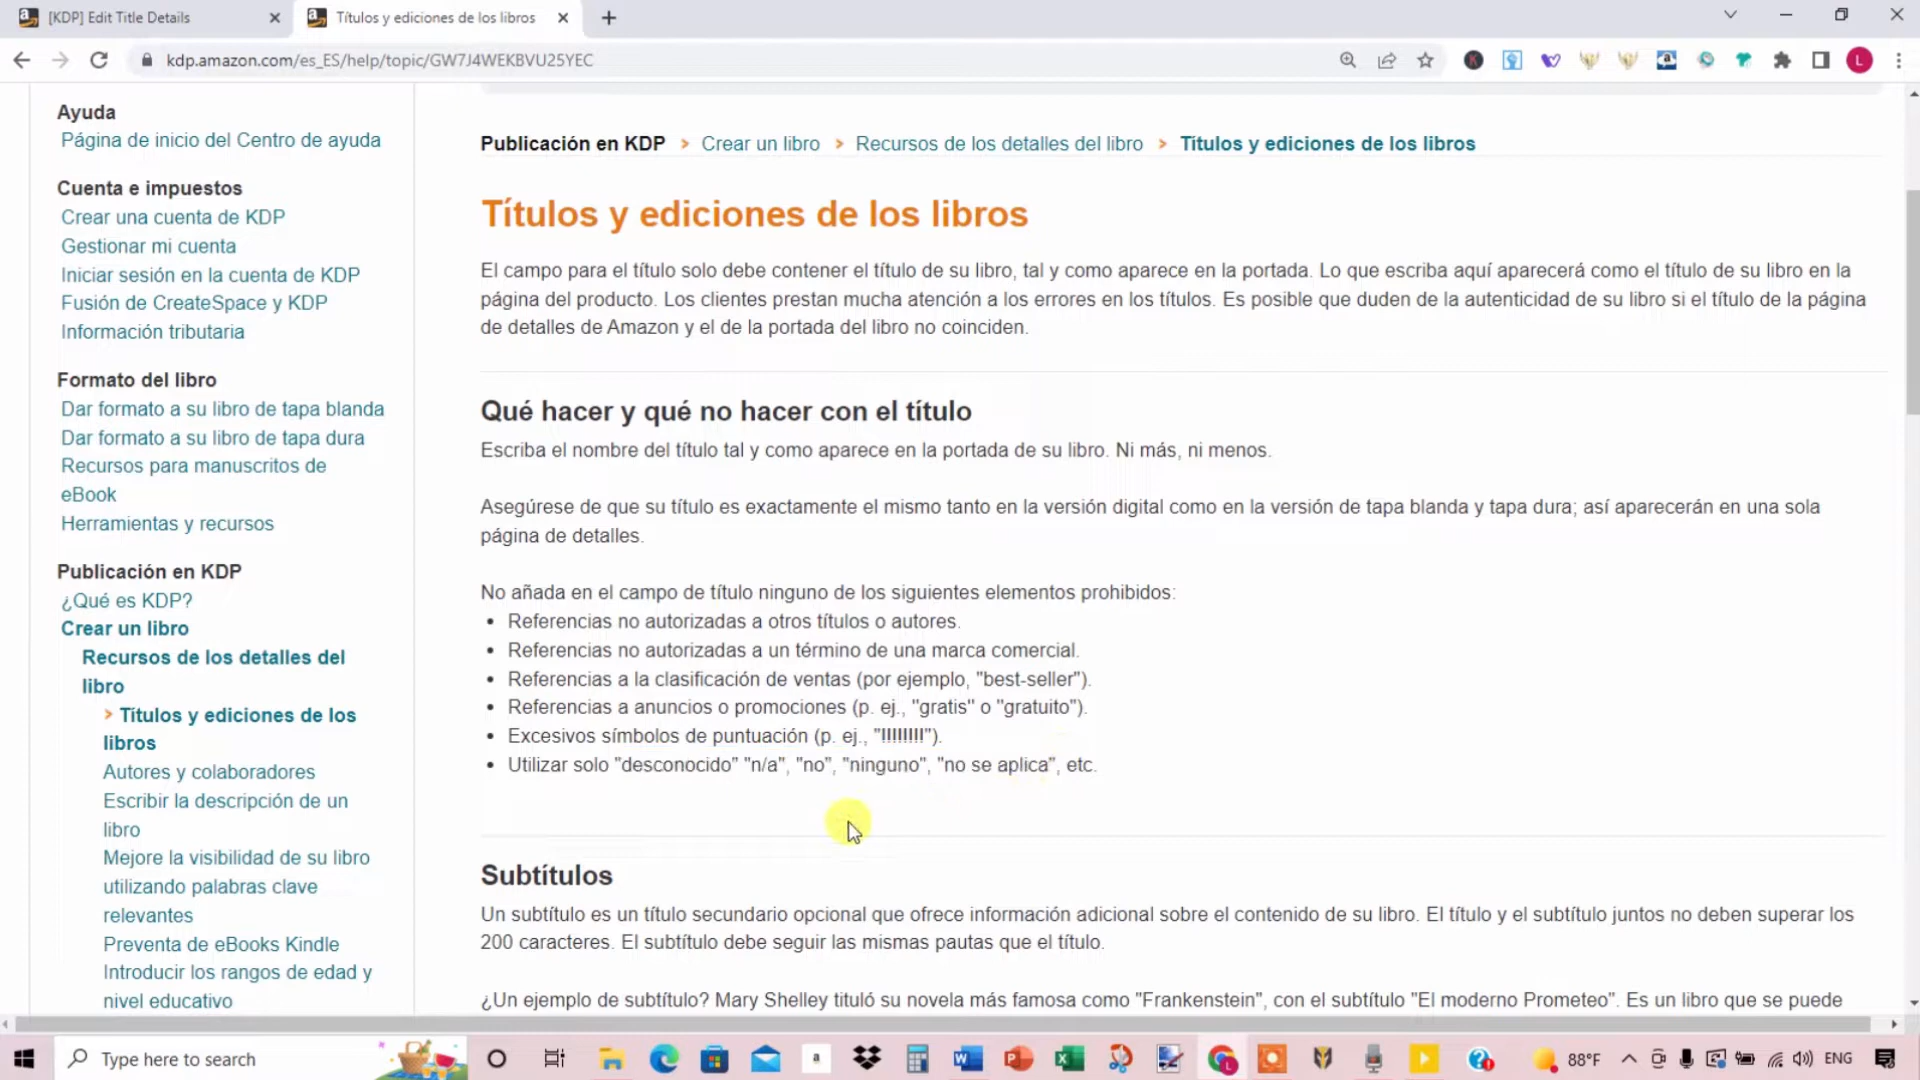 [KDP] Edit Title Details
Títulos y ediciones de los libros
kdp.amazon.com/es_ES/help/topic/GW7J4WEKBVU25YEC
K
a
L
Ayuda
Página de inicio del Centro de ayuda
Cuenta e impuestos
Crear una cuenta de KDP
Gestionar mi cuenta
Iniciar sesión en la cuenta de KDP
Fusión de CreateSpace y KDP
Información tributaria
Formato del libro
Dar formato a su libro de tapa blanda
Dar formato a su libro de tapa dura
Recursos para manuscritos de
eBook
Herramientas y recursos
Publicación en KDP
¿Qué es KDP?
Crear un libro
Recursos de los detalles del
libro
> Títulos y ediciones de los
libros
Autores y colaboradores
Escribir la descripción de un
libro
Mejore la visibilidad de su libro
utilizando palabras clave
relevantes
Preventa de eBooks Kindle
Introducir los rangos de edad y
nivel educativo
Publicación en KDP > Crear un libro > Recursos de los detalles del libro > Títulos y ediciones de los libros
Títulos y ediciones de los libros
El campo para el título solo debe contener el título de su libro, tal y como aparece en la portada. Lo que escriba aquí aparecerá como el título de su libro en la
página del producto. Los clientes prestan mucha atención a los errores en los títulos. Es posible que duden de la autenticidad de su libro si el título de la página
de detalles de Amazon y el de la portada del libro no coinciden.
Qué hacer y qué no hacer con el título
Escriba el nombre del título tal y como aparece en la portada de su libro. Ni más, ni menos.
Asegúrese de que su título es exactamente el mismo tanto en la versión digital como en la versión de tapa blanda y tapa dura; así aparecerán en una sola
página de detalles.
No añada en el campo de título ninguno de los siguientes elementos prohibidos:
• Referencias no autorizadas a otros títulos o autores.
• Referencias no autorizadas a un término de una marca comercial.
• Referencias a la clasificación de ventas (por ejemplo, "best-seller").
• Referencias a anuncios o promociones (p. ej., "gratis" o "gratuito").
• Excesivos símbolos de puntuación (p. ej., "!!!!!!!!").
• Utilizar solo "desconocido" "n/a", "no", "ninguno", "no se aplica", etc.
Subtítulos
Un subtítulo es un título secundario opcional que ofrece información adicional sobre el contenido de su libro. El título y el subtítulo juntos no deben superar los
200 caracteres. El subtítulo debe seguir las mismas pautas que el título.
¿Un ejemplo de subtítulo? Mary Shelley tituló su novela más famosa como "Frankenstein", con el subtítulo "El moderno Prometeo". Es un libro que se puede
Type here to search
88°F
ENG